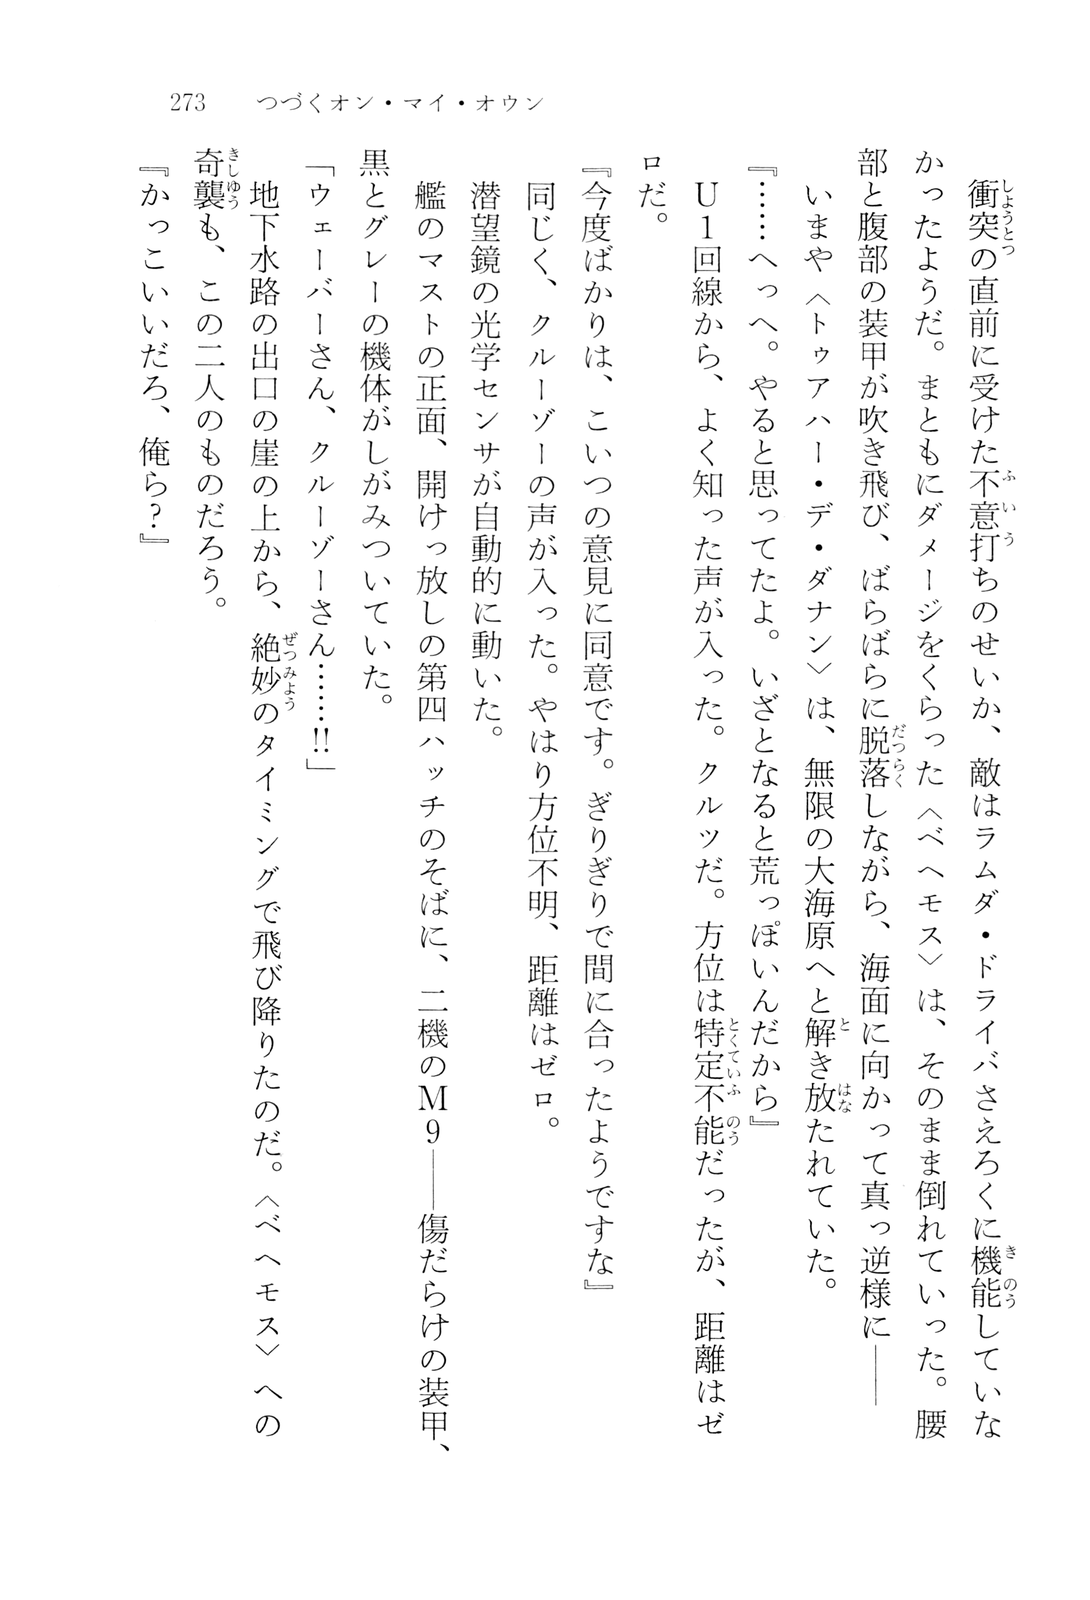 273 つづくオン・マイ・オウン
衝突の直前に受けた不意打ちのせいか、敵はラムダ・ドライバさえろくに機能していな
かったようだ。まともにダメージをくらった〈ベヘモス〉は、そのまま倒れていった。腰
部と腹部の装甲が吹き飛び、ばらばらに脱落しながら、海面に向かって真っ逆様に――
いまや〈トゥアハー・デ・ダナン〉は、無限の大海原へと解き放たれていた。
『……へっへ。やると思ってたよ。いざとなると荒っぽいんだから』
U1回線から、よく知った声が入った。クルツだ。方位は特定不能だったが、距離はゼ
ロだ。
『今度ばかりは、こいつの意見に同意です。ぎりぎりで間に合ったようですな』
同じく、クルーゾーの声が入った。やはり方位不明、距離はゼロ。
潜望鏡の光学センサが自動的に動いた。
艦のマストの正面、開けっ放しの第四ハッチのそばに、二機のM9――傷だらけの装甲、
黒とグレーの機体がしがみついていた。
「ウェーバーさん、クルーゾーさん……!!」
地下水路の出口の崖の上から、絶妙のタイミングで飛び降りたのだ。〈ベヘモス〉への
奇襲も、この二人のものだろう。
『かっこいいだろ、俺ら?』